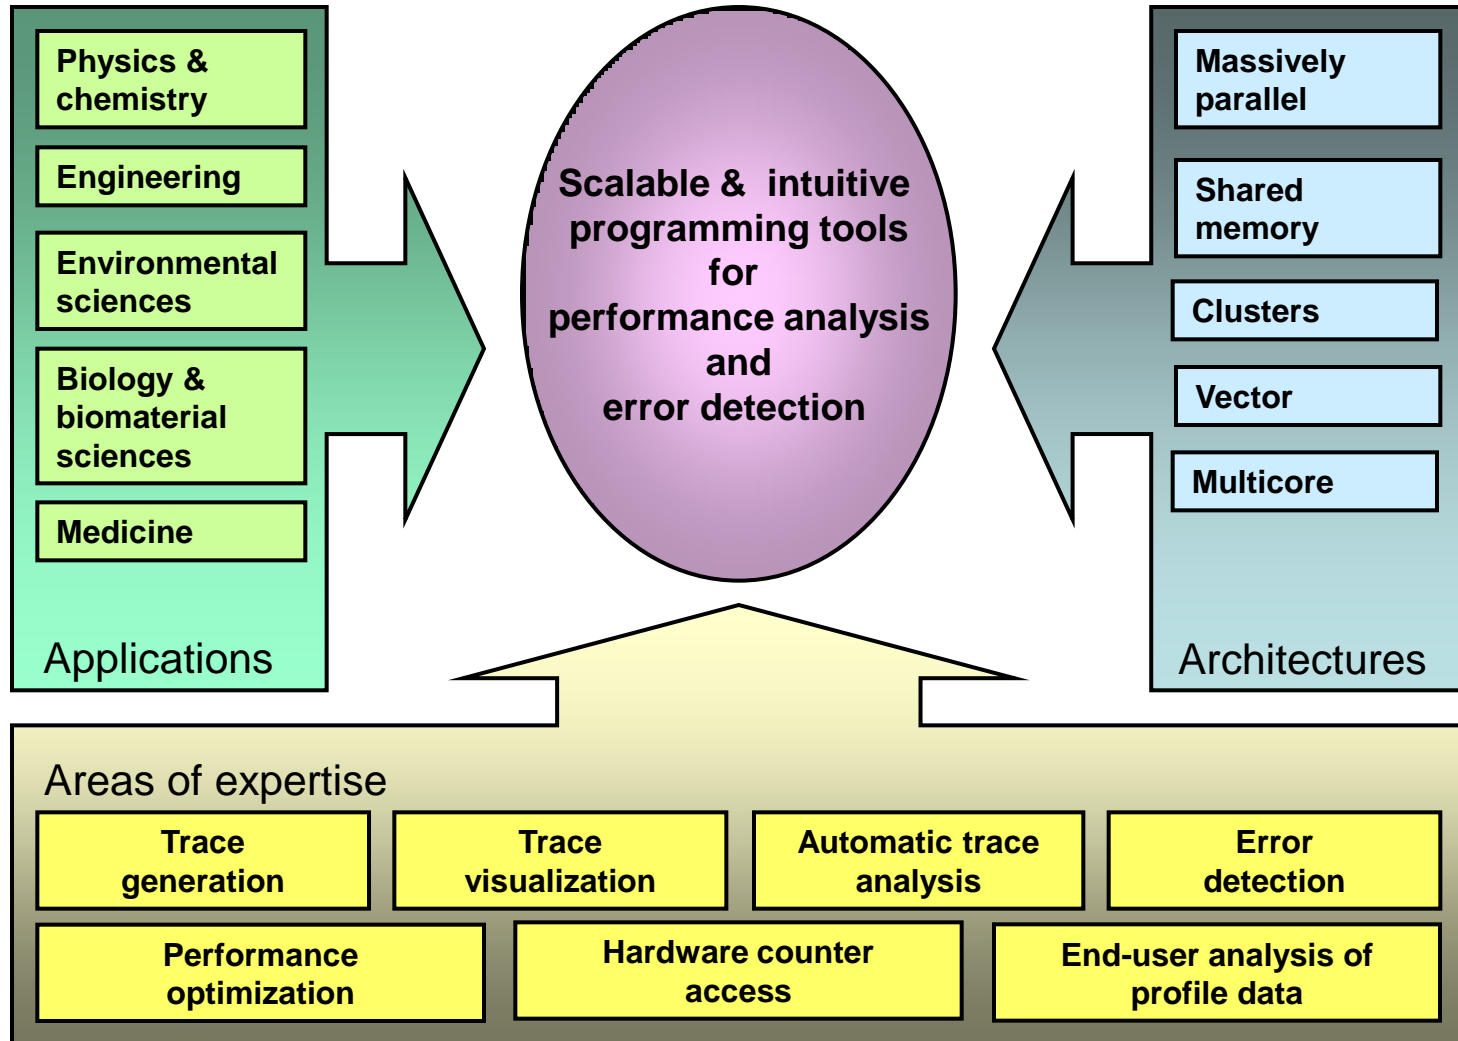 Physics &
chemistry
Engineering
Environmental
sciences
Biology &
biomaterial
sciences
Medicine
Applications
Scalable & intuitive
programming tools
for
performance analysis
and
error detection
Massively
parallel
Shared
memory
Clusters
Vector
Multicore
Architectures
Areas of expertise
Trace
generation
Trace
visualization
Automatic trace
analysis
Error
detection
Performance
optimization
Hardware counter
access
End-user analysis of
profile data